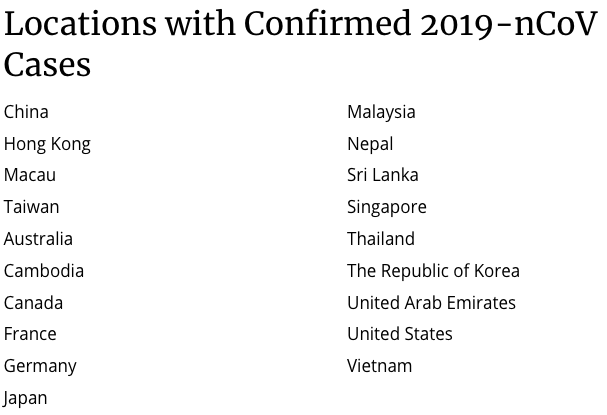 Locations with Confirmed 2019-nCoV
Cases
China
Hong Kong
Macau
Taiwan
Australia
Cambodia
Canada
France
Germany
Japan
Malaysia
Nepal
Sri Lanka
Singapore
Thailand
The Republic of Korea
United Arab Emirates
United States
Vietnam